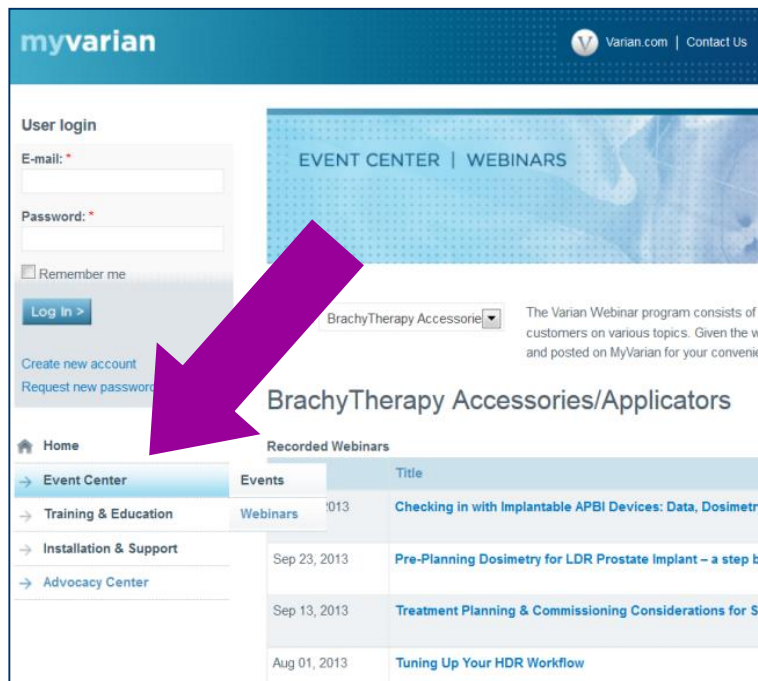 myvarian
V Varian.com | Contact Us
User login
E-mail: *
Password: *
Remember me
Log In >
Create new account
Request new password
Home
Event Center
Training & Education
Installation & Support
Advocacy Center
Events
Webinars
EVENT CENTER | WEBINARS
BrachyTherapy Accessorie
The Varian Webinar program consists of
customers on various topics. Given the
and posted on MyVarian for your
BrachyTherapy Accessories/Applicators
Recorded Webinars
Title
2013 Checking in with Implantable APBI Devices: Data,
Sep 23, 2013 Pre-Planning Dosimetry for LDR Prostate Implant – a step
Sep 13, 2013 Treatment Planning & Commissioning Considerations for
Aug 01, 2013 Tuning Up Your HDR Workflow